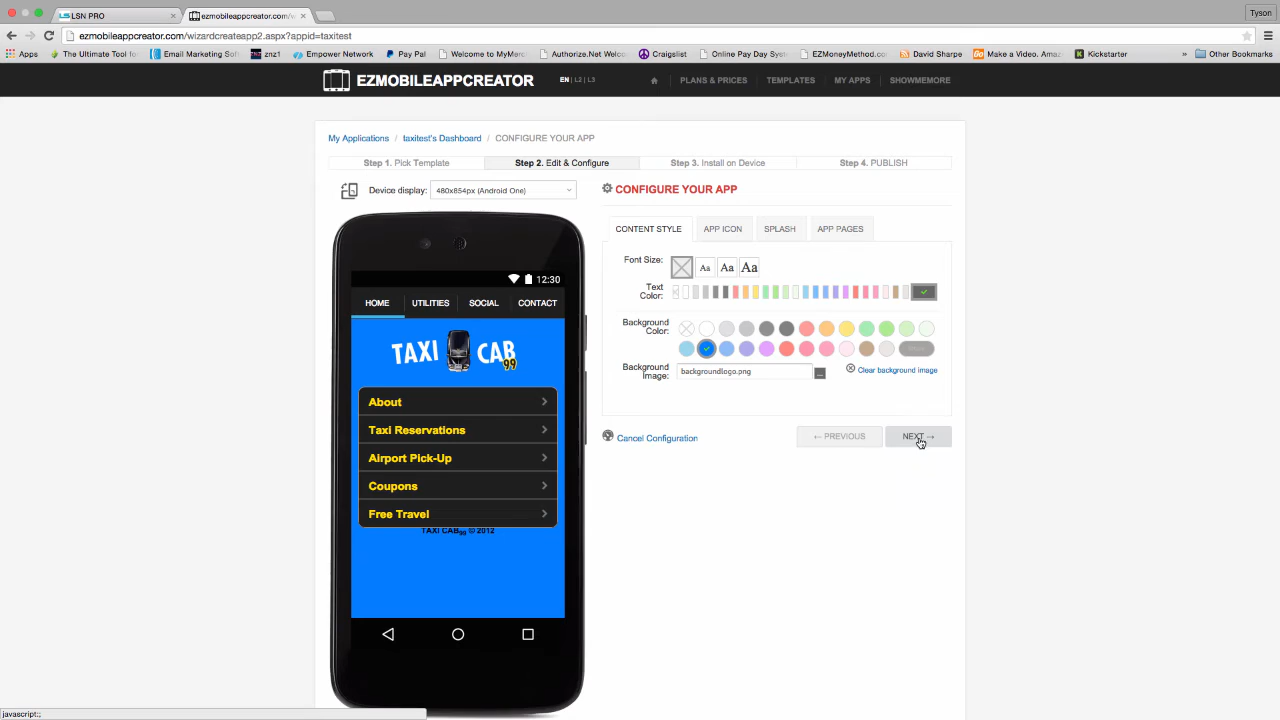 LSN PRO
ezmobileappcreator.com/w
Tyson
ezmobileappcreator.com/wizardcreateapp2.aspx?appid=taxitest
Apps
The Ultimate Tool for
Email Marketing Soft
znz1
Empower Network
Pay Pal
Welcome to MyMerc
Authorize.Net Welco
Craigslist
Online Pay Day Syst
EZMoneyMethod.co
David Sharpe
Make a Video. Amaz
Kickstarter
»
Other Bookmarks
EZMOBILEAPPCREATOR
EN | L2 | L3
PLANS & PRICES
TEMPLATES
MY APPS
SHOWMEMORE
My Applications / taxitest's Dashboard / CONFIGURE YOUR APP
Step 1. Pick Template
Step 2. Edit & Configure
Step 3. Install on Device
Step 4. PUBLISH
Device display: 480x854px (Android One)
CONFIGURE YOUR APP
CONTENT STYLE
APP ICON
SPLASH
APP PAGES
Font Size: Aa Aa Aa
Text
Color:
Background
Color:
Background
Image:
backgroundlogo.png
...
Clear background image
Cancel Configuration
← PREVIOUS
NEXT →
12:30
HOME
UTILITIES
SOCIAL
CONTACT
TAXI CAB
99
About
Taxi Reservations
Airport Pick-Up
Coupons
Free Travel
TAXI CAB99 © 2012
javascript:;